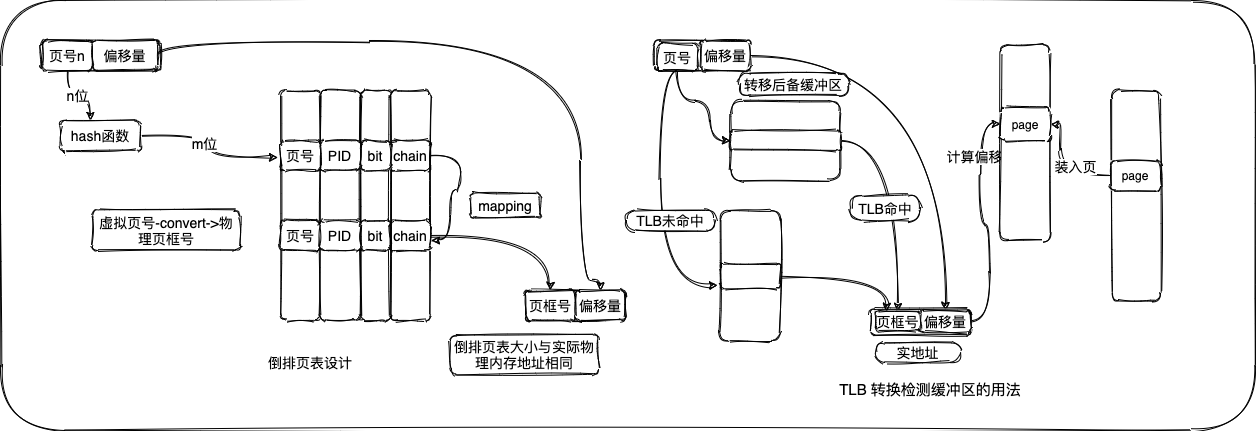 页号n 偏移量
n位
hash函数
m位
页号 PID bit chain
mapping
虚拟页号-convert->物
理页框号
页号 PID bit chain
页框号 偏移量
倒排页表大小与实际物
理内存地址相同
倒排页表设计
页号 偏移量
转移后备缓冲区
TLB未命中
TLB命中
页框号 偏移量
实地址
计算偏移
page
装入页
page
TLB 转换检测缓冲区的用法